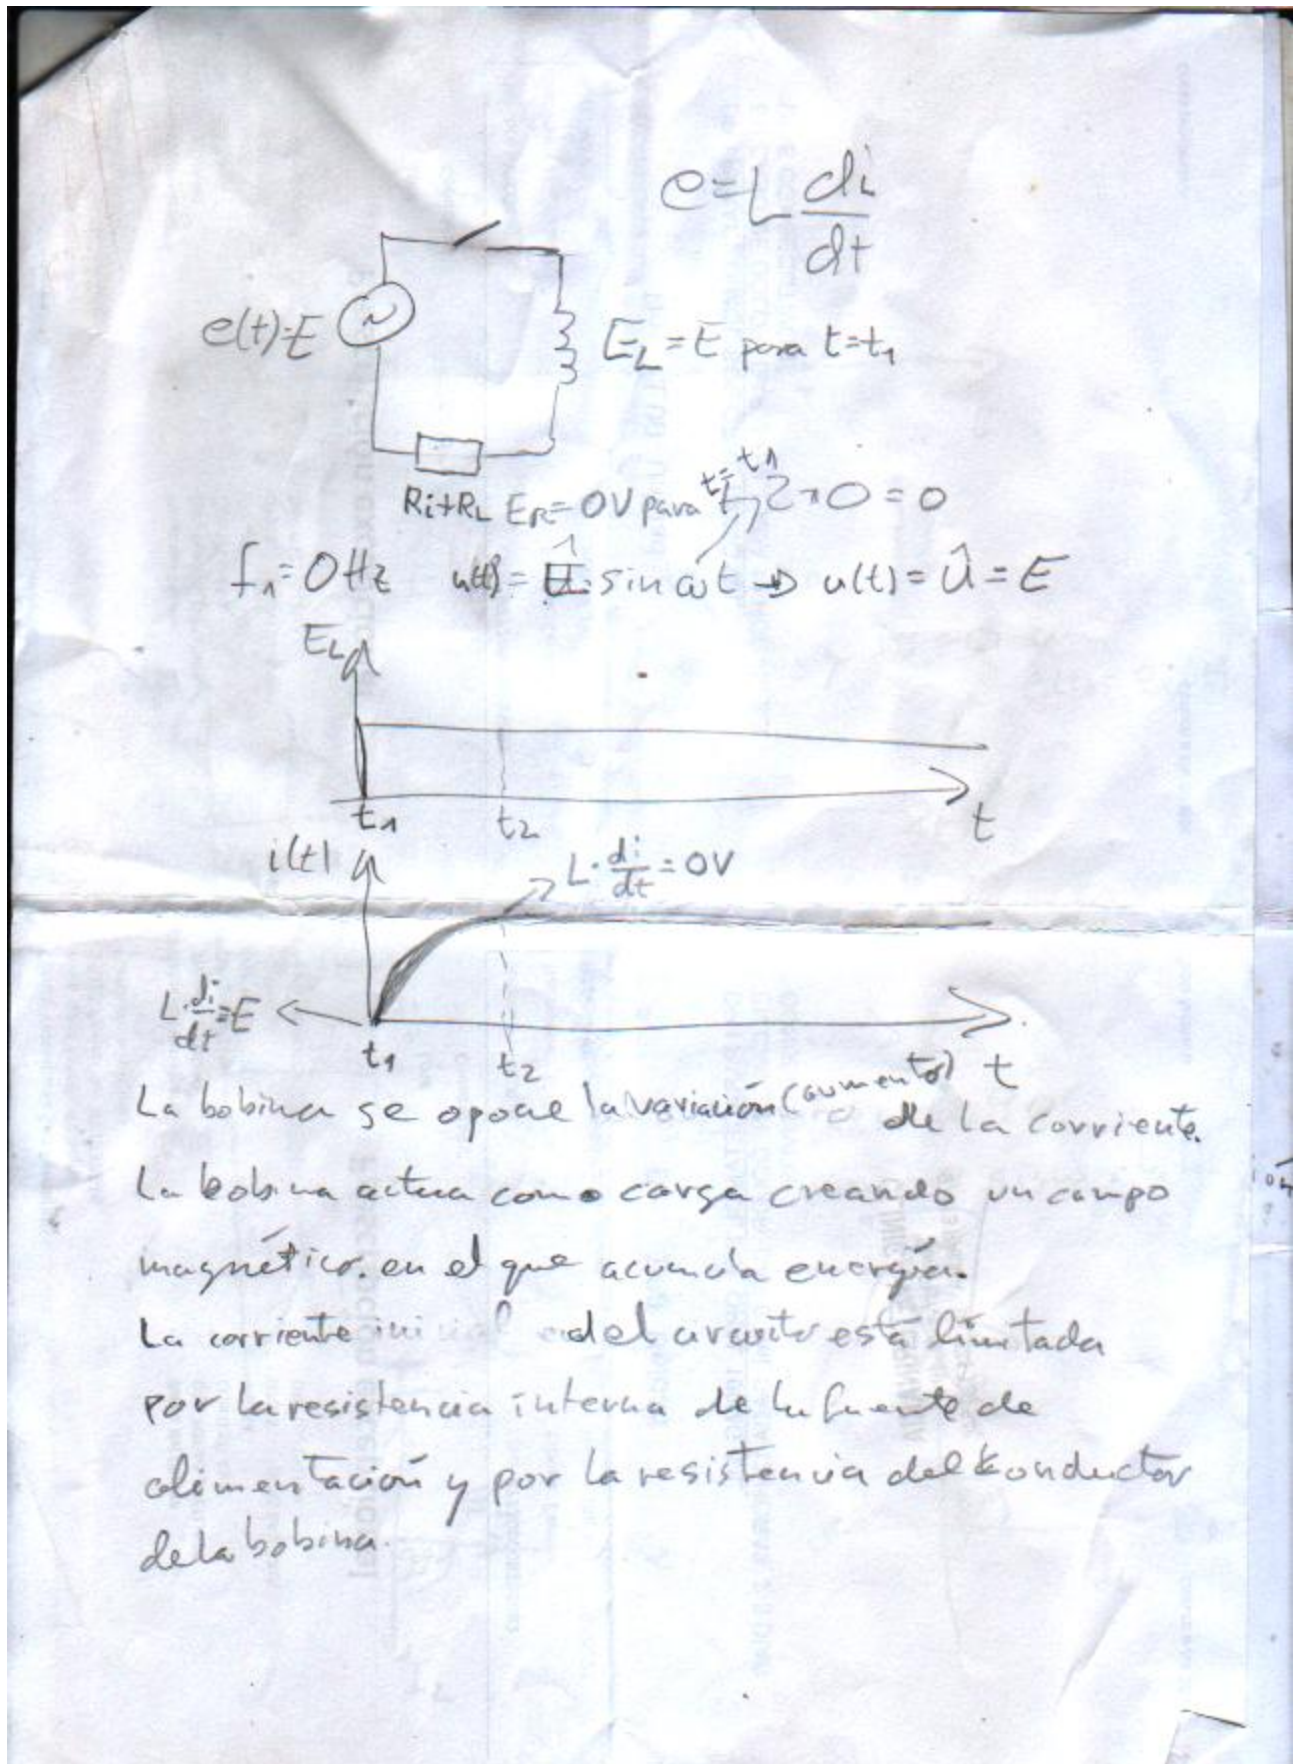 e = L di/dt
e(t)=E
E_L = E para t=t₁
Ri+R_L E_R=0V para t=t₁ 2π0=0
f₁=0Hz u(t)=Û·sin ωt ⇒ u(t)=Û=E
E_L
t₁ t₂ t
i(t)
L·di/dt=0V
L·di/dt=E
t₁ t₂ t
La bobina se opone la variación (aumento) de la corriente.
La bobina actua como carga creando un campo
magnético. en el que acumula energía.
La corriente inicial del circuito está limitada
por la resistencia interna de la fuente de
alimentación y por la resistencia del konductor
de la bobina.